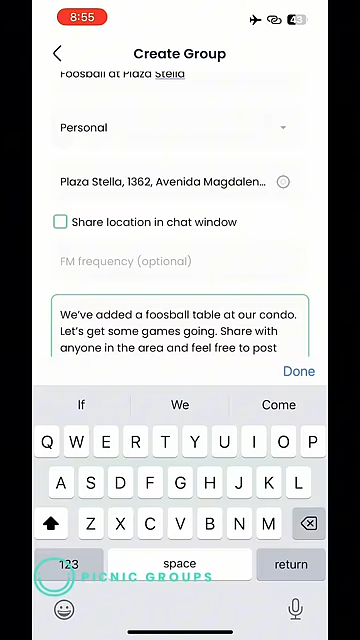 8:55
43
Create Group
Foosball at Plaza Stella
Personal
Plaza Stella, 1362, Avenida Magdalen...
Share location in chat window
FM frequency (optional)
We've added a foosball table at our condo.
Let's get some games going. Share with
anyone in the area and feel free to post
Done
If We Come
Q W E R T Y U I O P
A S D F G H J K L
Z X C V B N M
123 space return
PICNIC GROUPS